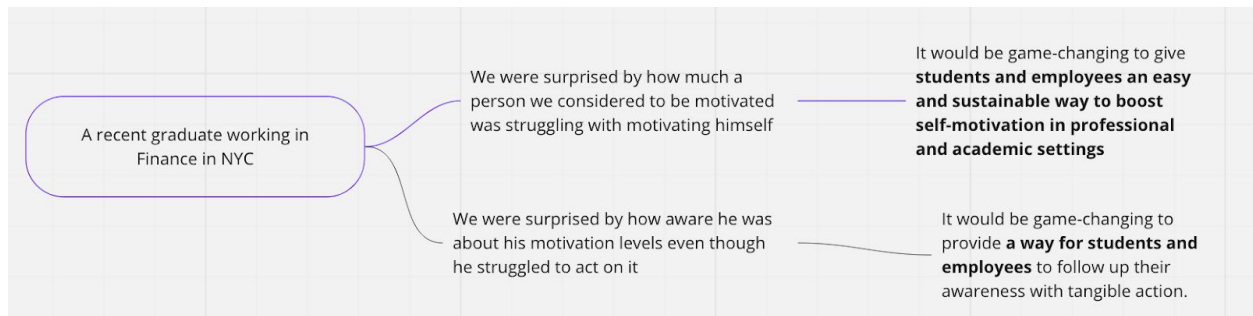 A recent graduate working in
Finance in NYC
We were surprised by how much a
person we considered to be motivated
was struggling with motivating himself
It would be game-changing to give
students and employees an easy
and sustainable way to boost
self-motivation in professional
and academic settings
We were surprised by how aware he was
about his motivation levels even though
he struggled to act on it
It would be game-changing to
provide a way for students and
employees to follow up their
awareness with tangible action.